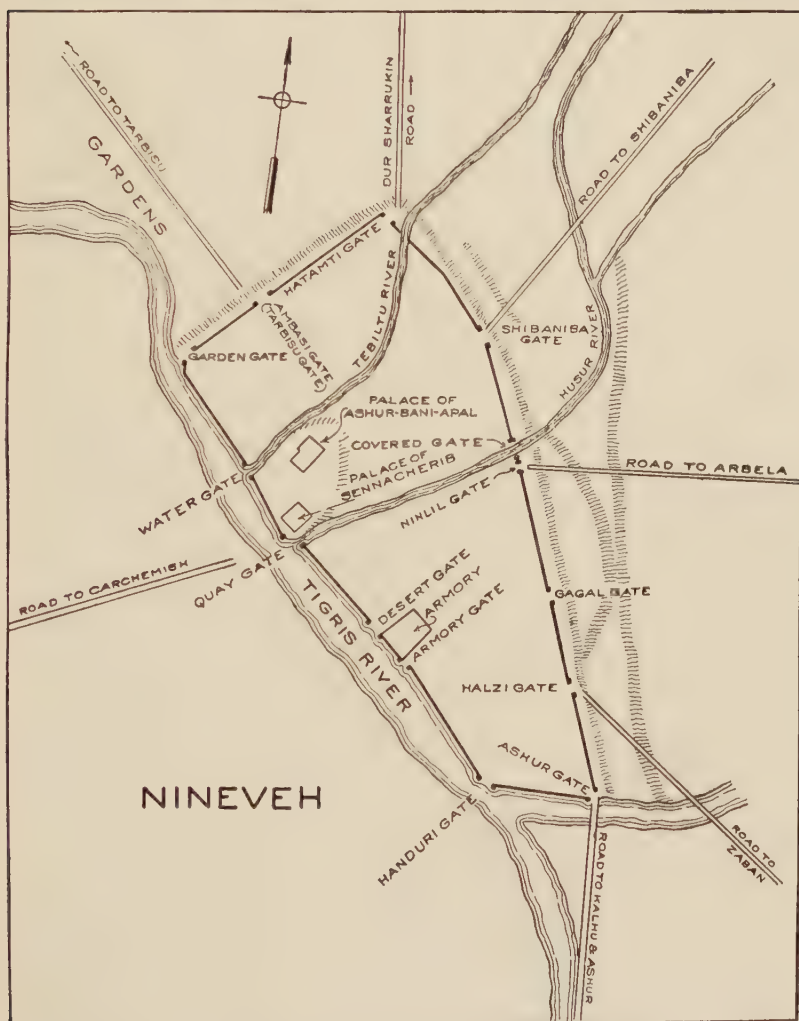 ROAD TO TARBISU
GARDENS
DUR SHARRUKIN
ROAD →
ROAD TO SHIBANIBA
HATAMTI GATE
AMBASI GATE
(TARBISU GATE)
GARDEN GATE
TEBILTU RIVER
SHIBANIBA
GATE
HUSUR RIVER
PALACE OF
ASHUR-BANI-APAL
COVERED GATE
PALACE OF
SENNACHERIB
WATER GATE
NINLIL GATE
ROAD TO ARBELA
QUAY GATE
ROAD TO CARCHEMISH
TIGRIS RIVER
DESERT GATE
ARMORY
ARMORY GATE
GAGAL GATE
HALZI GATE
ASHUR GATE
NINEVEH
HANDURI GATE
ROAD TO KALHU & ASHUR
ROAD TO
ZABAN